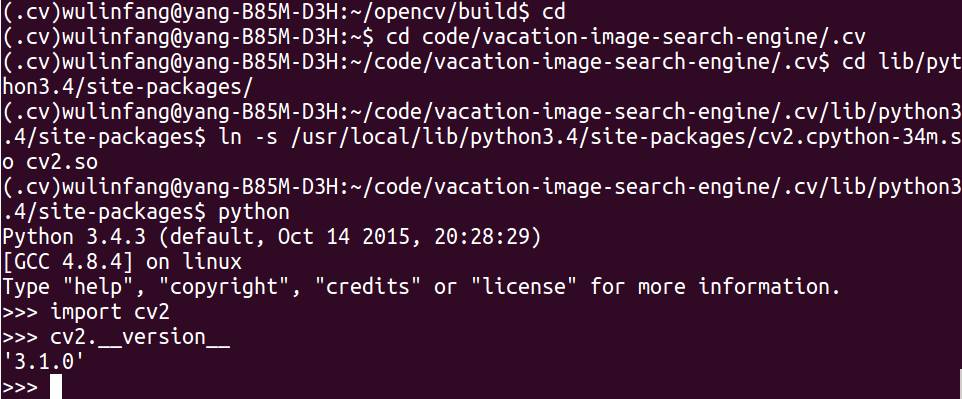 (.cv)wulinfang@yang-B85M-D3H:~/opencv/build$ cd
(.cv)wulinfang@yang-B85M-D3H:~$ cd code/vacation-image-search-engine/.cv
(.cv)wulinfang@yang-B85M-D3H:~/code/vacation-image-search-engine/.cv$ cd lib/pyt
hon3.4/site-packages/
(.cv)wulinfang@yang-B85M-D3H:~/code/vacation-image-search-engine/.cv/lib/python3
.4/site-packages$ ln -s /usr/local/lib/python3.4/site-packages/cv2.cpython-34m.s
o cv2.so
(.cv)wulinfang@yang-B85M-D3H:~/code/vacation-image-search-engine/.cv/lib/python3
.4/site-packages$ python
Python 3.4.3 (default, Oct 14 2015, 20:28:29)
[GCC 4.8.4] on linux
Type "help", "copyright", "credits" or "license" for more information.
>>> import cv2
>>> cv2.__version__
'3.1.0'
>>>